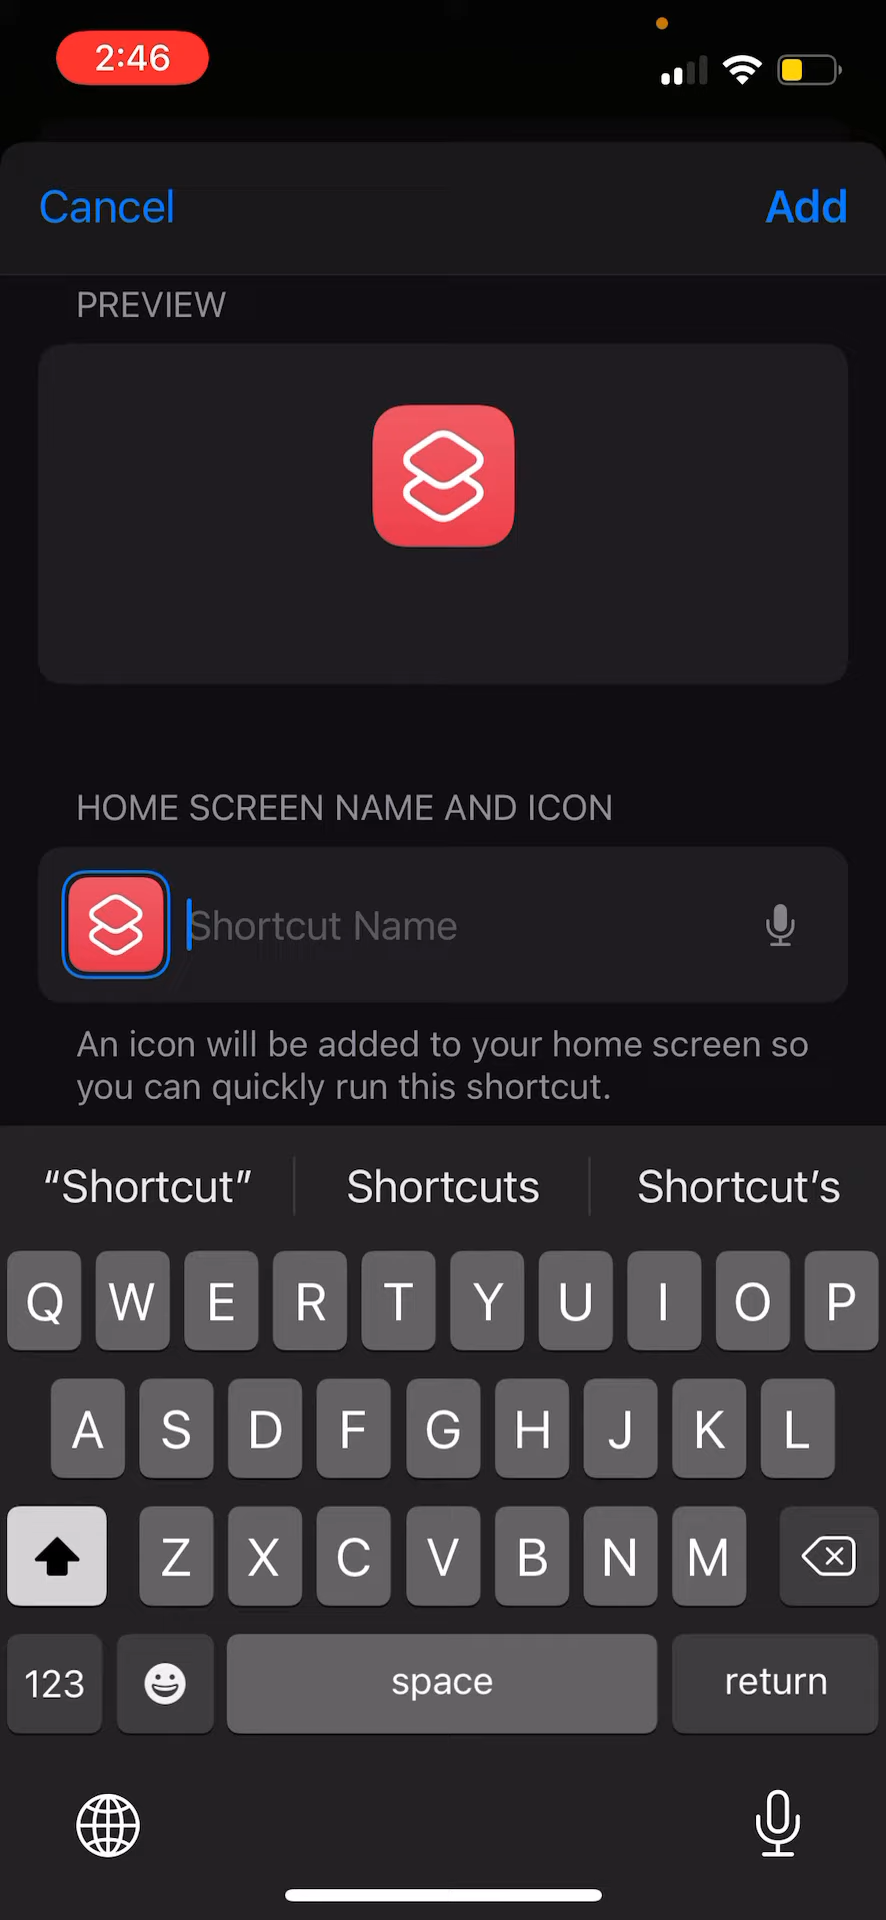 2:46
Cancel
Add
PREVIEW
HOME SCREEN NAME AND ICON
Shortcut Name
An icon will be added to your home screen so
you can quickly run this shortcut.
“Shortcut” Shortcuts Shortcut’s
Q W E R T Y U I O P
A S D F G H J K L
Z X C V B N M
123 space return